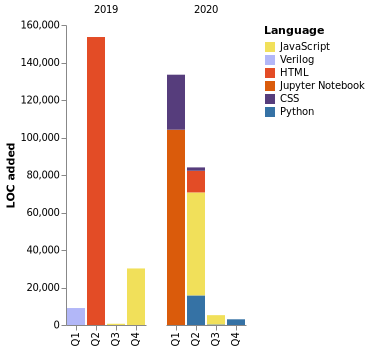 2019 2020
160,000
140,000
120,000
100,000
80,000
60,000
40,000
20,000
0
LOC added
Q1 Q2 Q3 Q4 Q1 Q2 Q3 Q4
Language
JavaScript
Verilog
HTML
Jupyter Notebook
CSS
Python